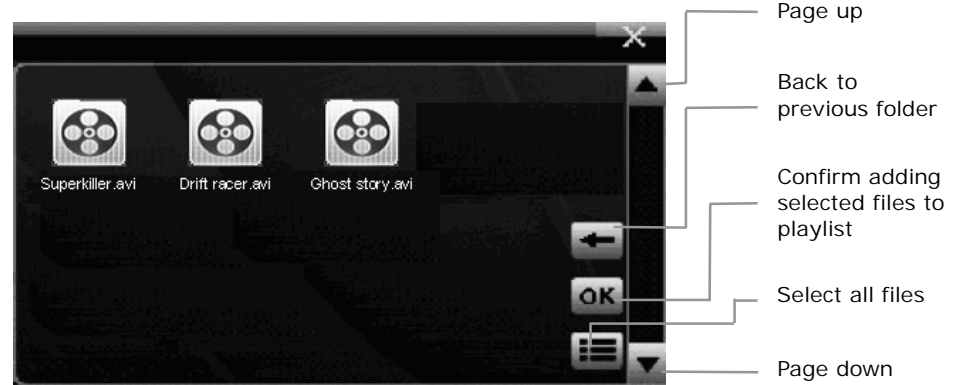 Page up
Back to
previous folder
Superkiller.avi Drift racer.avi Ghost story.avi
Confirm adding
selected files to
playlist
OK
Select all files
Page down